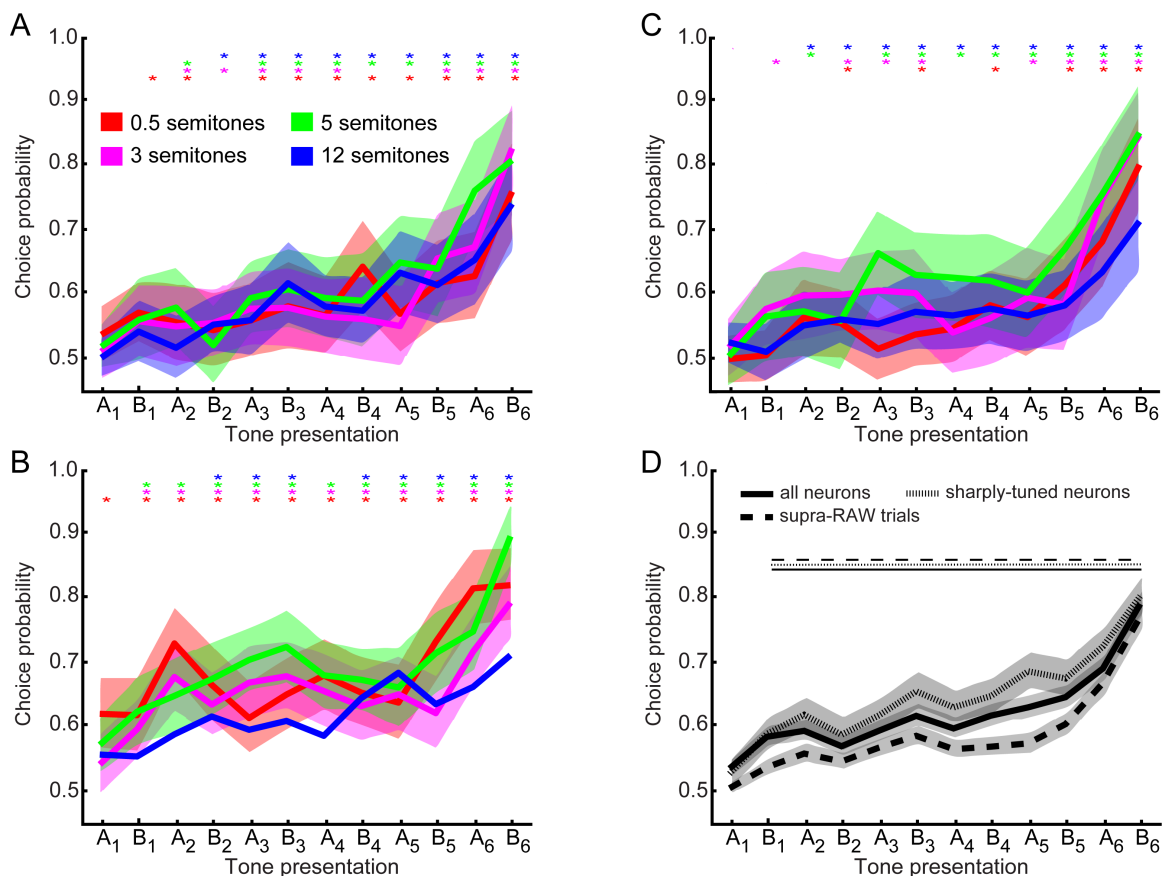 A
1.0
0.9
0.8
0.7
0.6
0.5
Choice probability
* * * * * * * * *
* * * * * * * * * *
* * * * * * * *
* * * * * * * * * *
0.5 semitones
5 semitones
3 semitones
12 semitones
A1 B1 A2 B2 A3 B3 A4 B4 A5 B5 A6 B6
Tone presentation
C
1.0
0.9
0.8
0.7
0.6
0.5
Choice probability
A1 B1 A2 B2 A3 B3 A4 B4 A5 B5 A6 B6
Tone presentation
B
1.0
0.9
0.8
0.7
0.6
0.5
Choice probability
A1 B1 A2 B2 A3 B3 A4 B4 A5 B5 A6 B6
Tone presentation
D
1.0
0.9
0.8
0.7
0.6
0.5
Choice probability
all neurons
sharply-tuned neurons
supra-RAW trials
A1 B1 A2 B2 A3 B3 A4 B4 A5 B5 A6 B6
Tone presentation